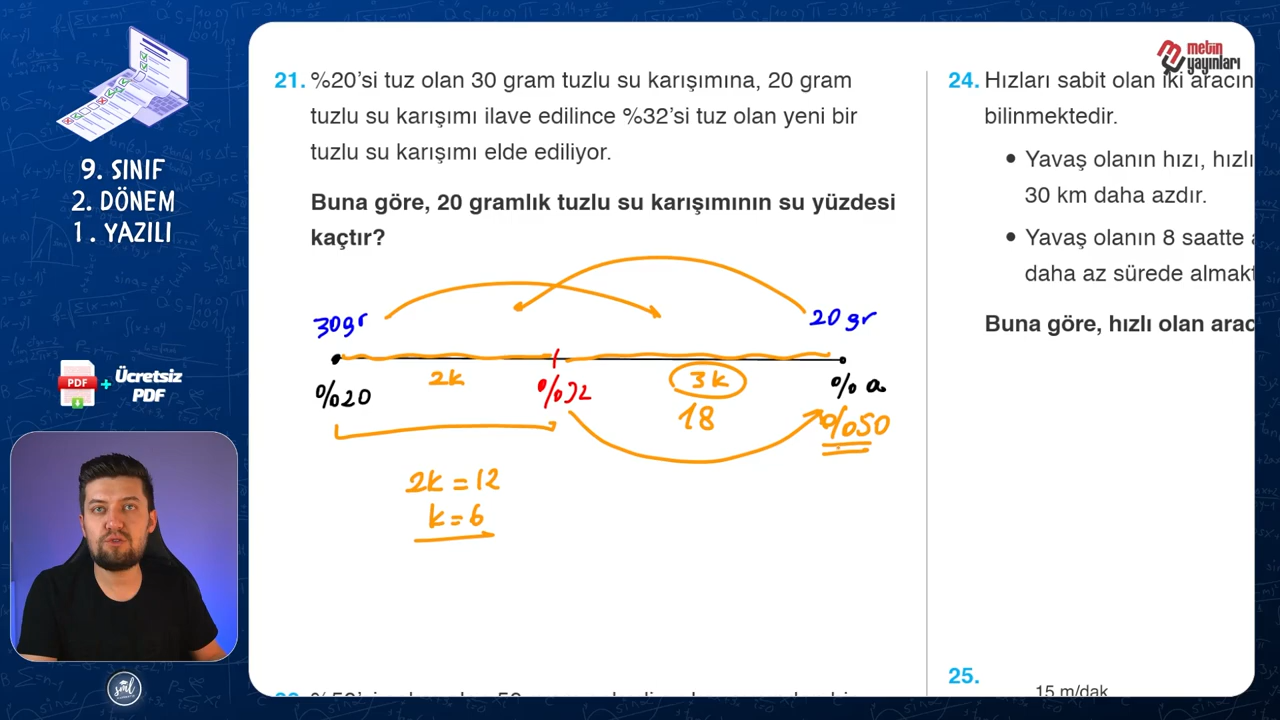 9. SINIF
2. DÖNEM
1. YAZILI
PDF + Ücretsiz
PDF
sml
metin
yayınları
21. %20'si tuz olan 30 gram tuzlu su karışımına, 20 gram
tuzlu su karışımı ilave edilince %32'si tuz olan yeni bir
tuzlu su karışımı elde ediliyor.
Buna göre, 20 gramlık tuzlu su karışımının su yüzdesi
kaçtır?
30gr
20 gr
2k
3k
%20
%32
% a
18
%50
2k = 12
k = 6
24. Hızları sabit olan iki aracın
bilinmektedir.
• Yavaş olanın hızı, hızlı
30 km daha azdır.
• Yavaş olanın 8 saatte
daha az sürede almakt
Buna göre, hızlı olan arac
25.
15 m/dak